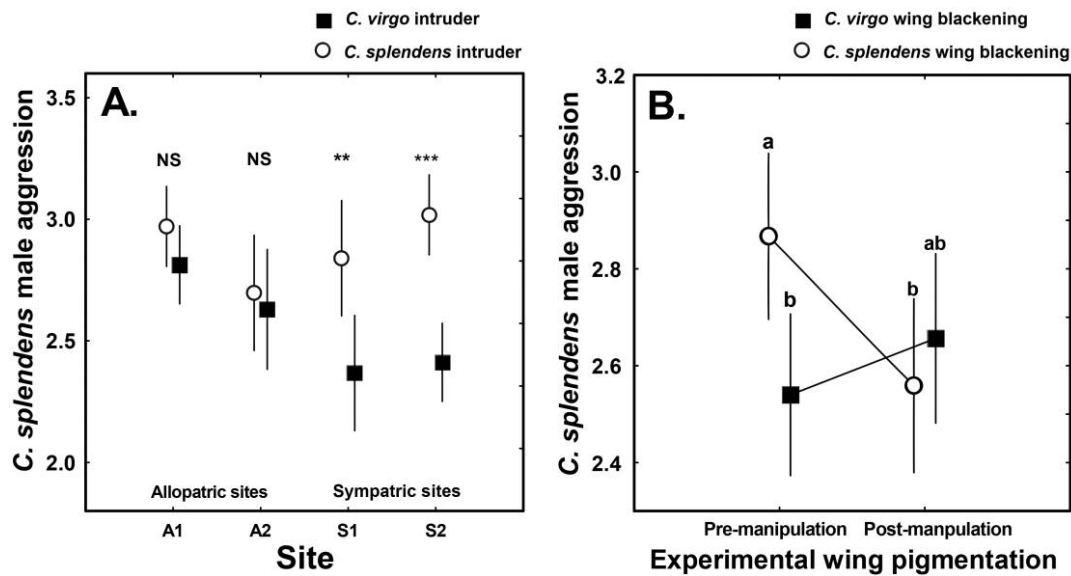 C. virgo intruder
C. splendens intruder
A.
C. splendens male aggression
3.5
3.0
2.5
2.0
NS
NS
**
***
Allopatric sites
Sympatric sites
A1
A2
S1
S2
Site
C. virgo wing blackening
C. splendens wing blackening
B.
C. splendens male aggression
3.2
3.0
2.8
2.6
2.4
a
b
b
ab
Pre-manipulation
Post-manpulation
Experimental wing pigmentation